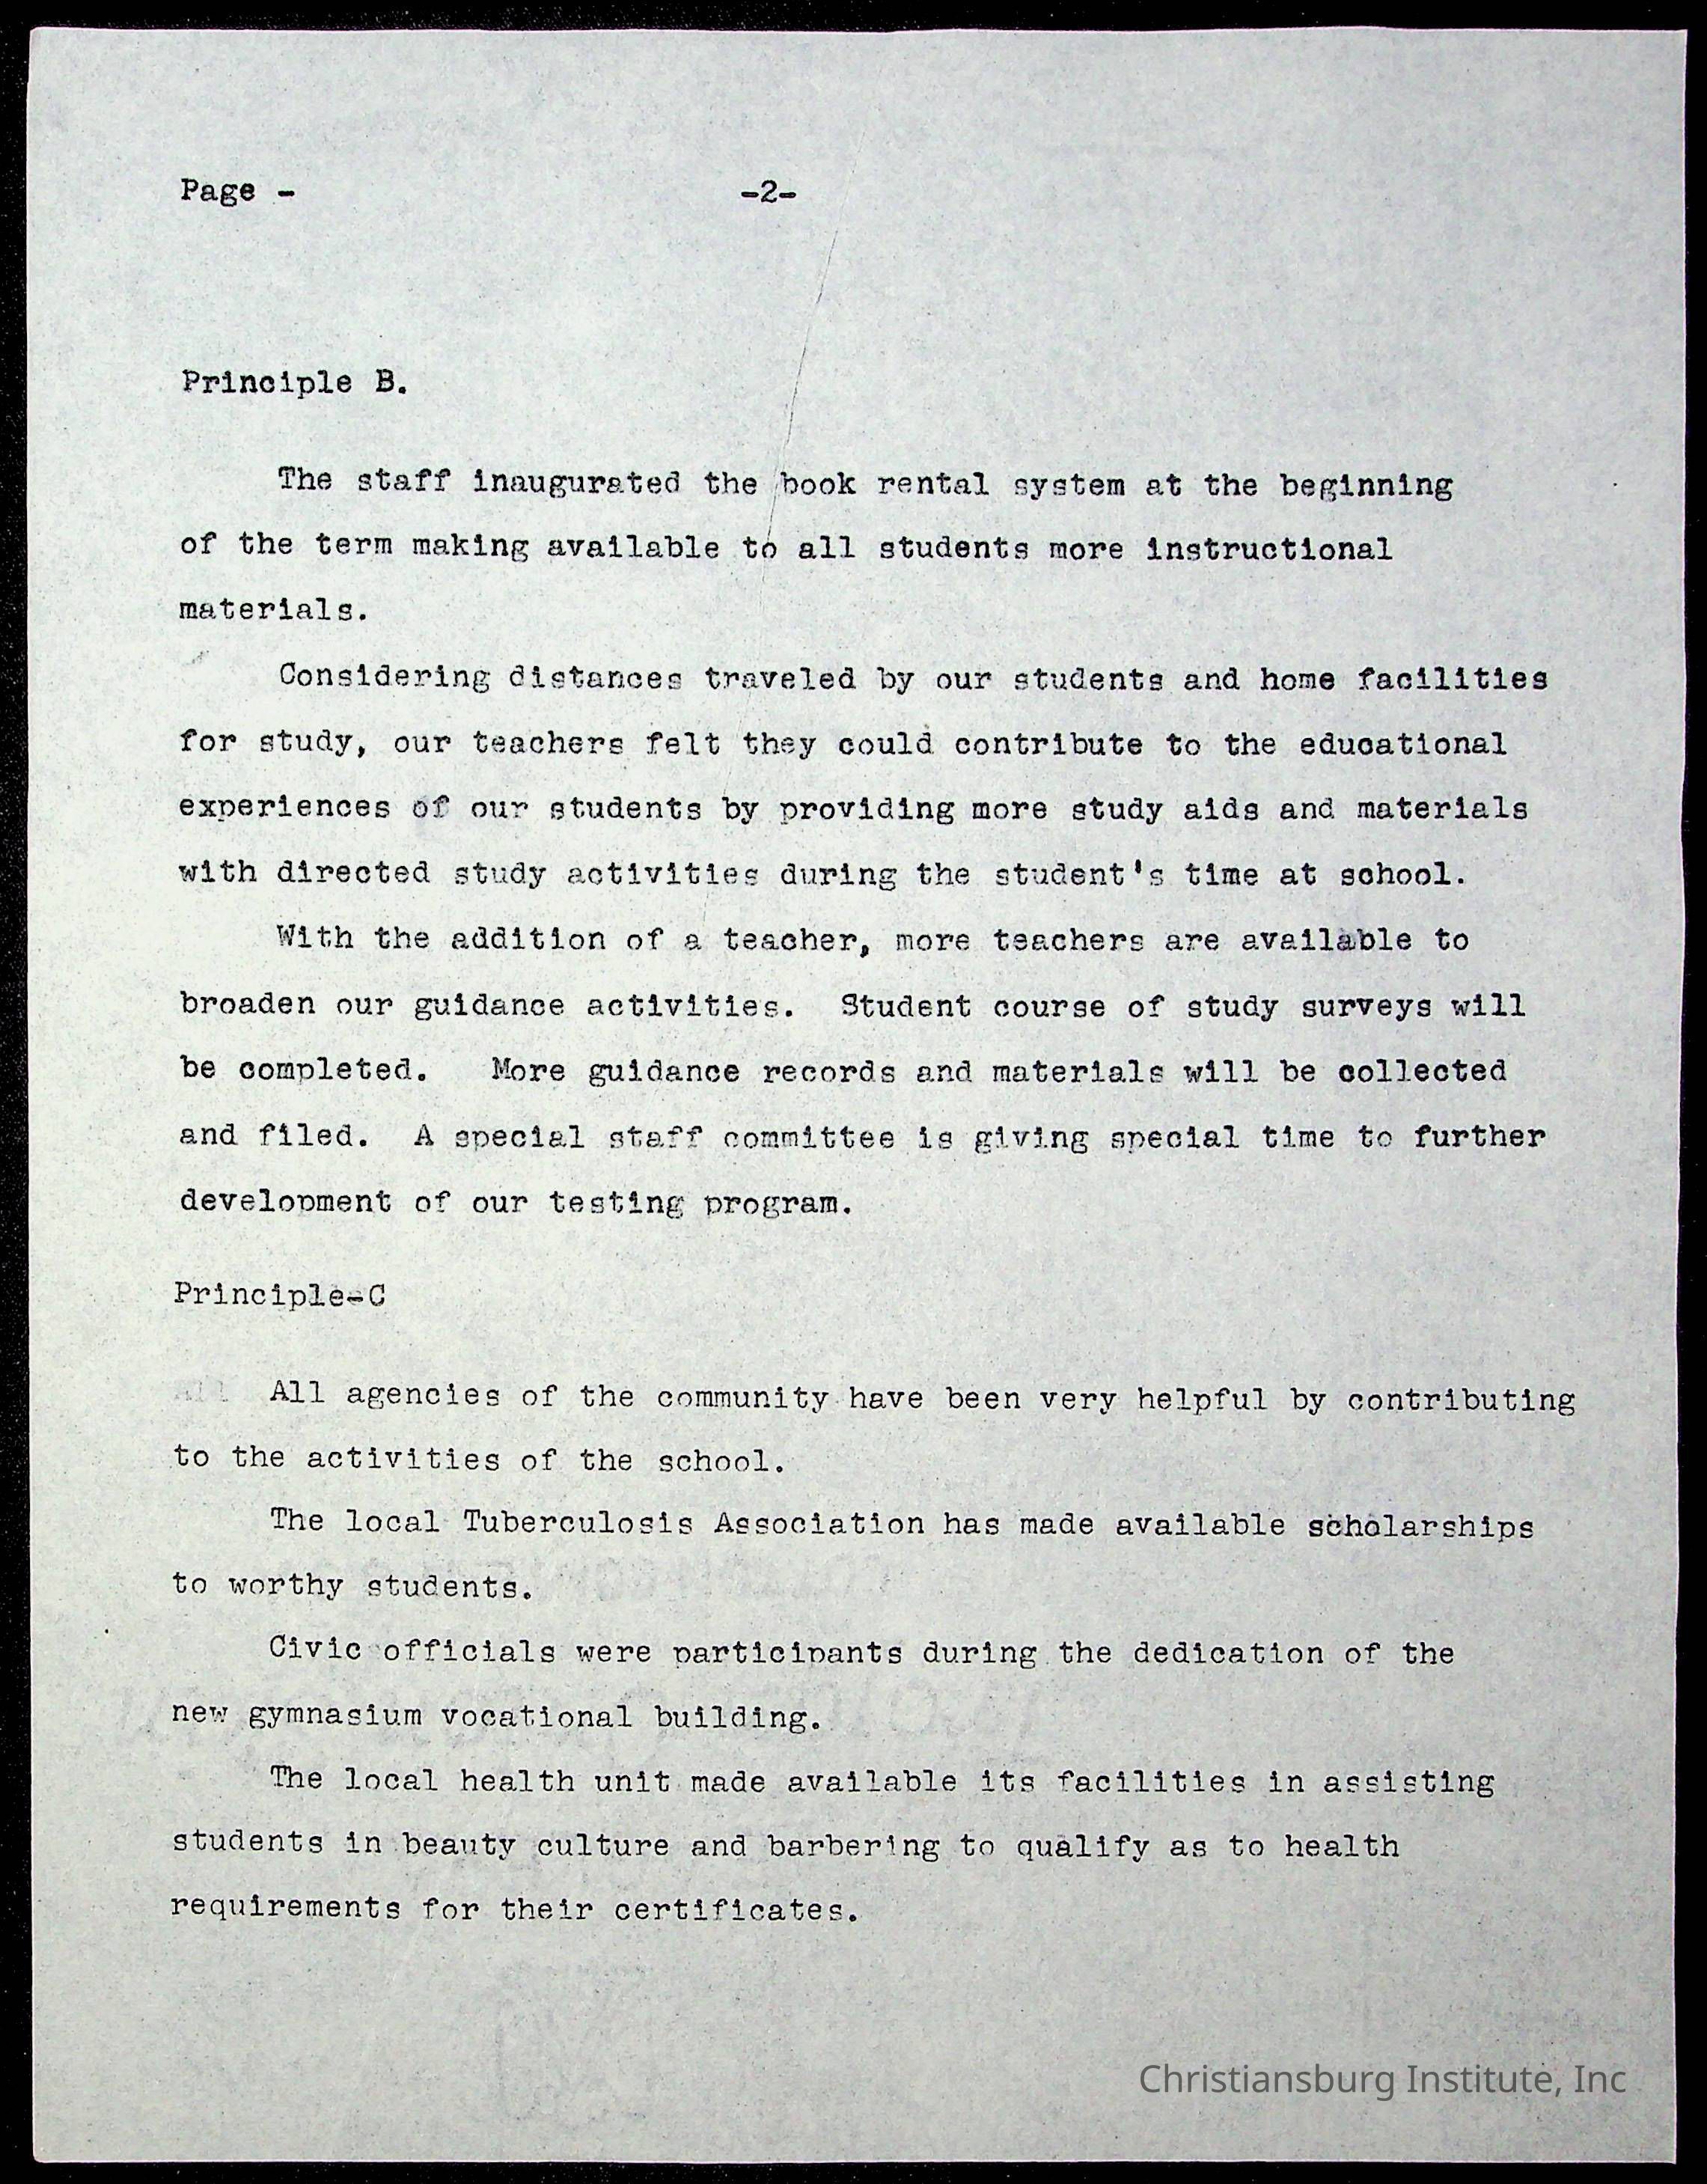 Page - -2-
Principle B.
The staff inaugurated the book rental system at the beginning
of the term making available to all students more instructional
materials.
Considering distances traveled by our students and home facilities
for study, our teachers felt they could contribute to the educational
experiences of our students by providing more study aids and materials
with directed study activities during the student's time at school.
With the addition of a teacher, more teachers are available to
broaden our guidance activities. Student course of study surveys will
be completed. More guidance records and materials will be collected
and filed. A special staff committee is giving special time to further
development of our testing program.
Principle-C
All All agencies of the community have been very helpful by contributing
to the activities of the school.
The local Tuberculosis Association has made available scholarships
to worthy students.
Civic officials were participants during the dedication of the
new gymnasium vocational building.
The local health unit made available its facilities in assisting
students in beauty culture and barbering to qualify as to health
requirements for their certificates.
Christiansburg Institute, Inc